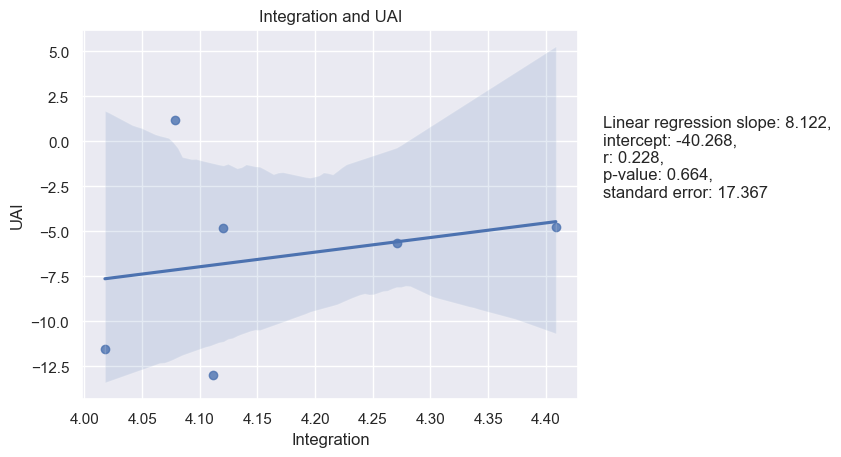 Integration and UAI
5.0
2.5
0.0
−2.5
−5.0
−7.5
−10.0
−12.5
UAI
4.00 4.05 4.10 4.15 4.20 4.25 4.30 4.35 4.40
Integration
Linear regression slope: 8.122,
intercept: -40.268,
r: 0.228,
p-value: 0.664,
standard error: 17.367